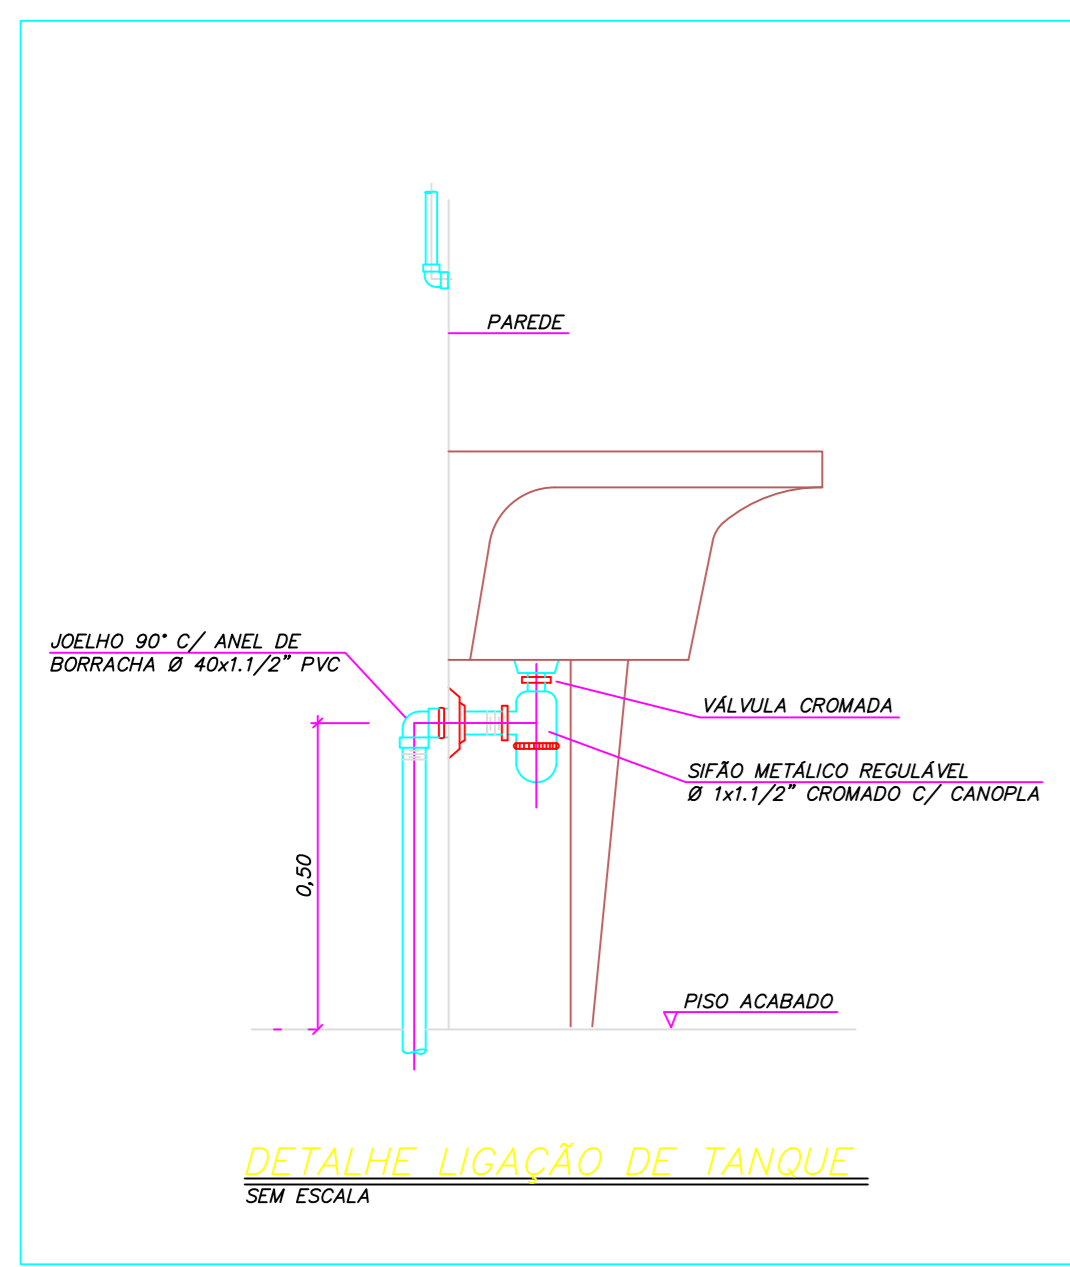 PAREDE
JOELHO 90° C/ ANEL DE
BORRACHA Ø 40x1.1/2" PVC
VÁLVULA CROMADA
SIFÃO METÁLICO REGULÁVEL
Ø 1x1.1/2" CROMADO C/ CANOPLA
0,50
PISO ACABADO
DETALHE LIGAÇÃO DE TANQUE
SEM ESCALA